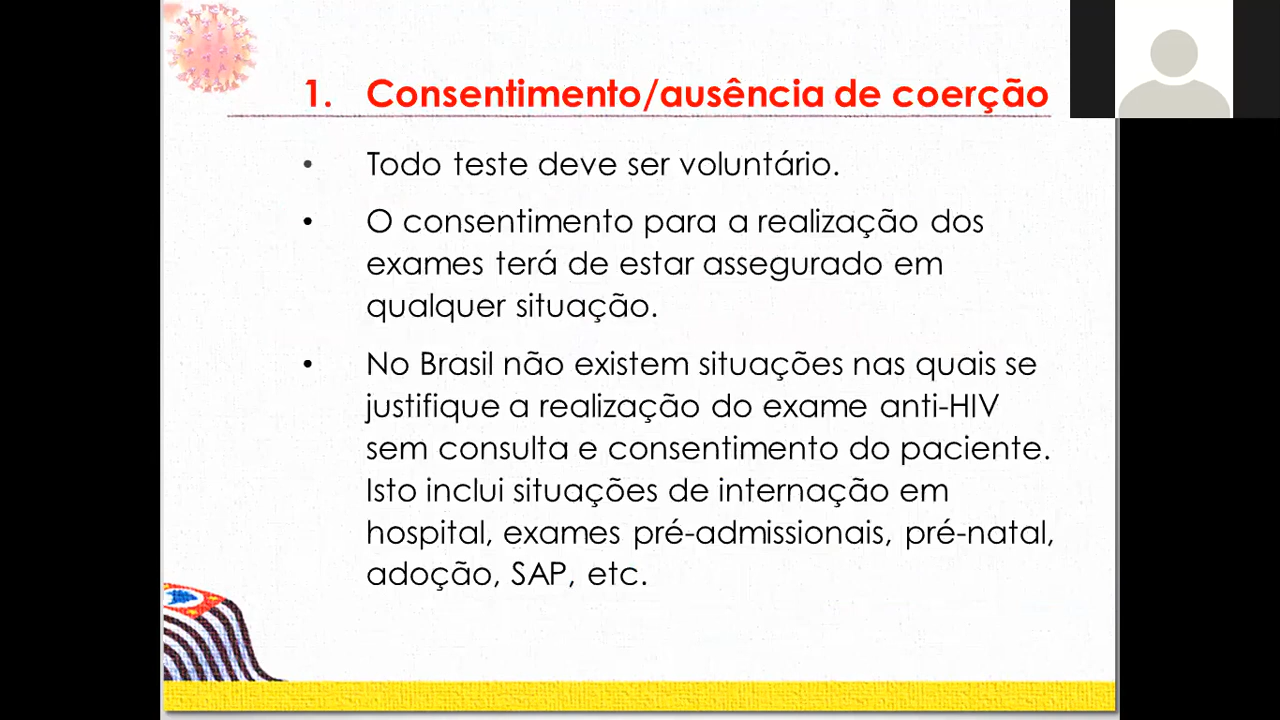 1. Consentimento/ausência de coerção
• Todo teste deve ser voluntário.
• O consentimento para a realização dos
exames terá de estar assegurado em
qualquer situação.
• No Brasil não existem situações nas quais se
justifique a realização do exame anti-HIV
sem consulta e consentimento do paciente.
Isto inclui situações de internação em
hospital, exames pré-admissionais, pré-natal,
adoção, SAP, etc.